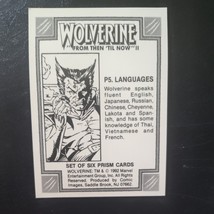 WOLVERINE
FROM THEN 'TIL NOW II
P5. LANGUAGES
Wolverine speaks
fluent English,
Japanese, Russian,
Chinese, Cheyenne,
Lakota and Span-
ish, and has some
knowledge of Thai,
Vietnamese and
French.
SET OF SIX PRISM CARDS
WOLVERINE: TM & © 1992 Marvel
Entertainment Group, Inc. All Rights
Reserved. Produced by Comic
Images, Saddle Brook, NJ 07662